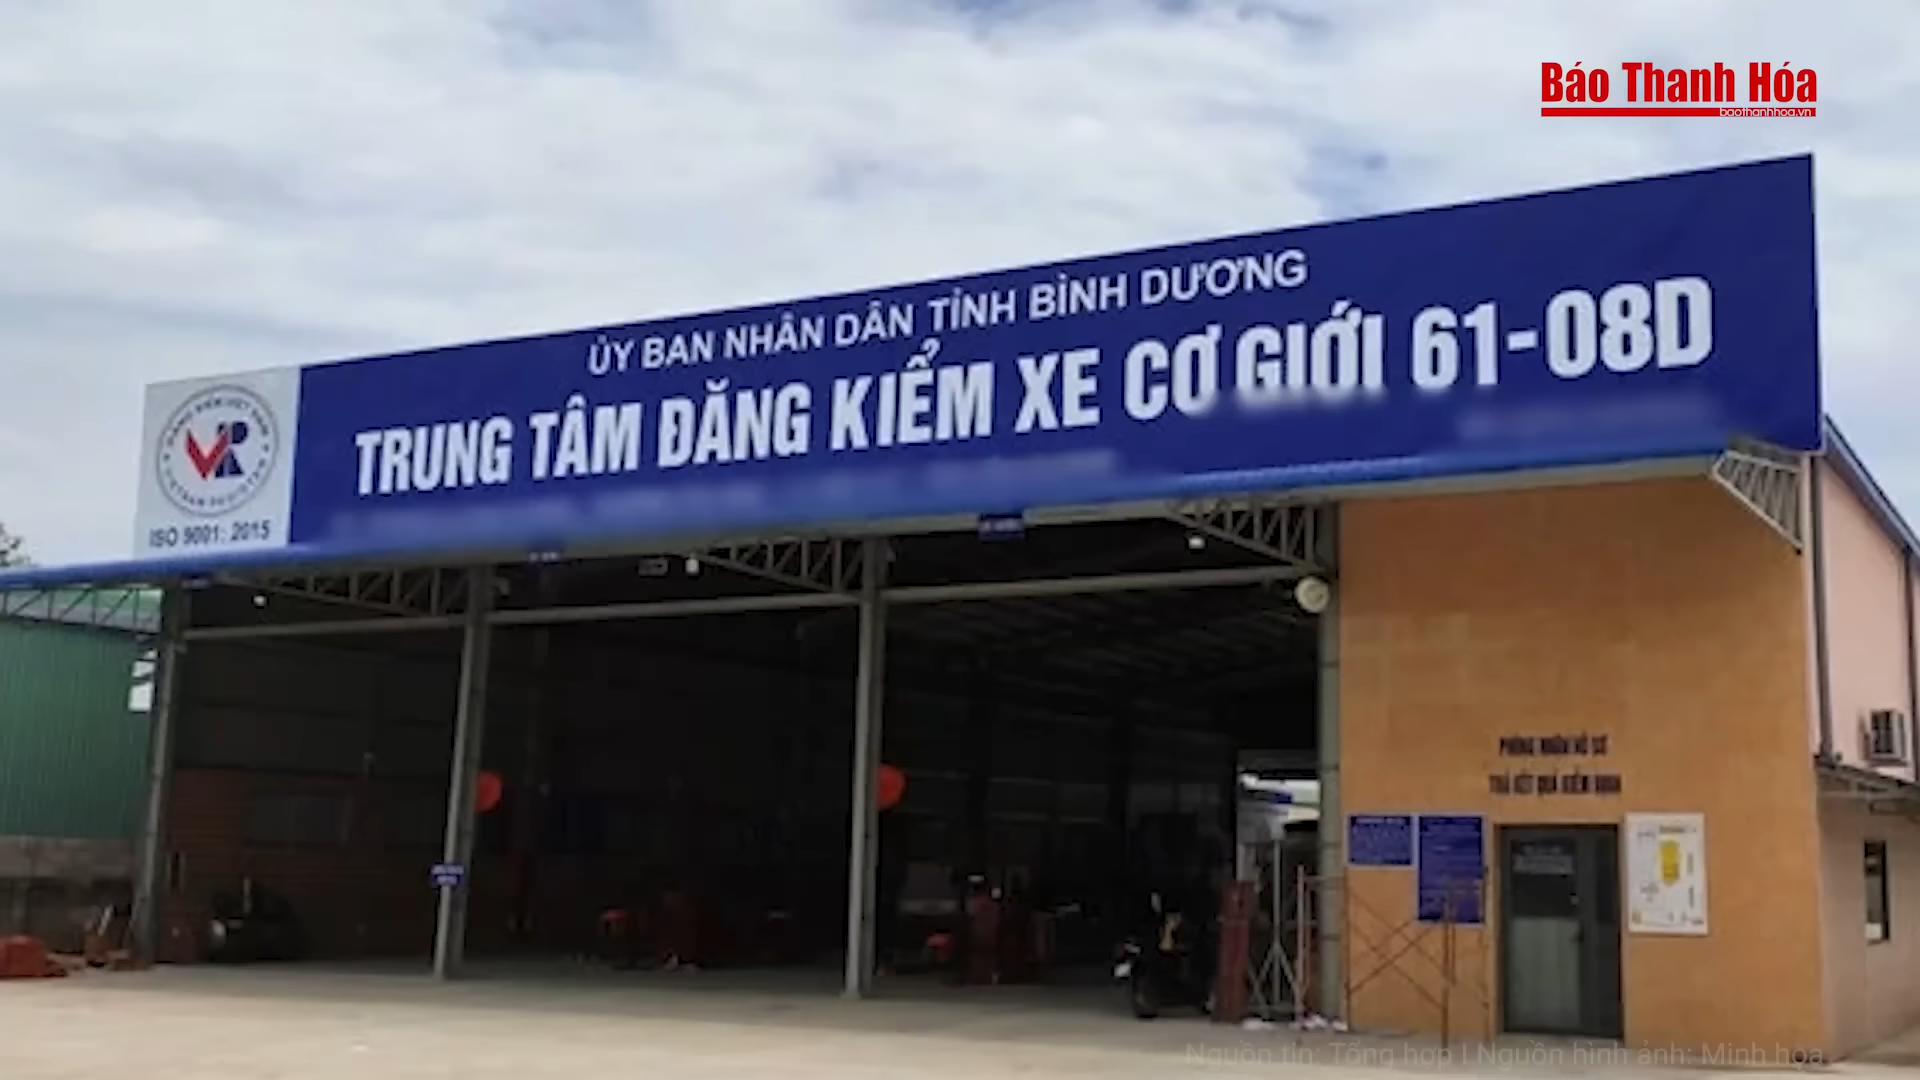 Báo Thanh Hóa
baothanhhoa.vn
ỦY BAN NHÂN DÂN TỈNH BÌNH DƯƠNG
TRUNG TÂM ĐĂNG KIỂM XE CƠ GIỚI 61-08D
VR
ISO 9001: 2015
PHÒNG NHẬN HỒ SƠ
TRẢ KẾT QUẢ KIỂM ĐỊNH
Nguồn tin: Tổng hợp | Nguồn hình ảnh: Minh họa